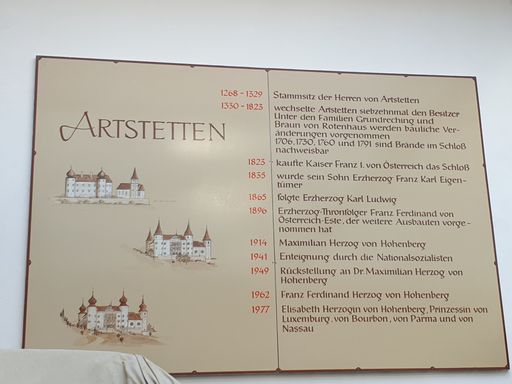 ARTSTETTEN
1268 - 1329 Stammsitz der Herren von Artstetten
1330 - 1823 wechselte Artstetten siebzehnmal den Besitzer
Unter den Familien Grundreching und
Braun von Rotenhaus werden bauliche Ver-
änderungen vorgenommen
1706, 1730, 1760 und 1791 sind Brände im Schloß
nachweisbar
1823 kaufte Kaiser Franz I. von Österreich das Schloß
1835 wurde sein Sohn Erzherzog Franz Karl Eigen-
tümer
1865 folgte Erzherzog Karl Ludwig
1896 Erzherzog-Thronfolger Franz Ferdinand von
Österreich-Este, der weitere Ausbauten vorge-
nommen hat
1914 Maximilian Herzog von Hohenberg
1941 Enteignung durch die Nationalsozialisten
1949 Rückstellung an Dr. Maximilian Herzog von
Hohenberg
1962 Franz Ferdinand Herzog von Hohenberg
1977 Elisabeth Herzogin von Hohenberg, Prinzessin von
Luxemburg, von Bourbon, von Parma und von
Nassau